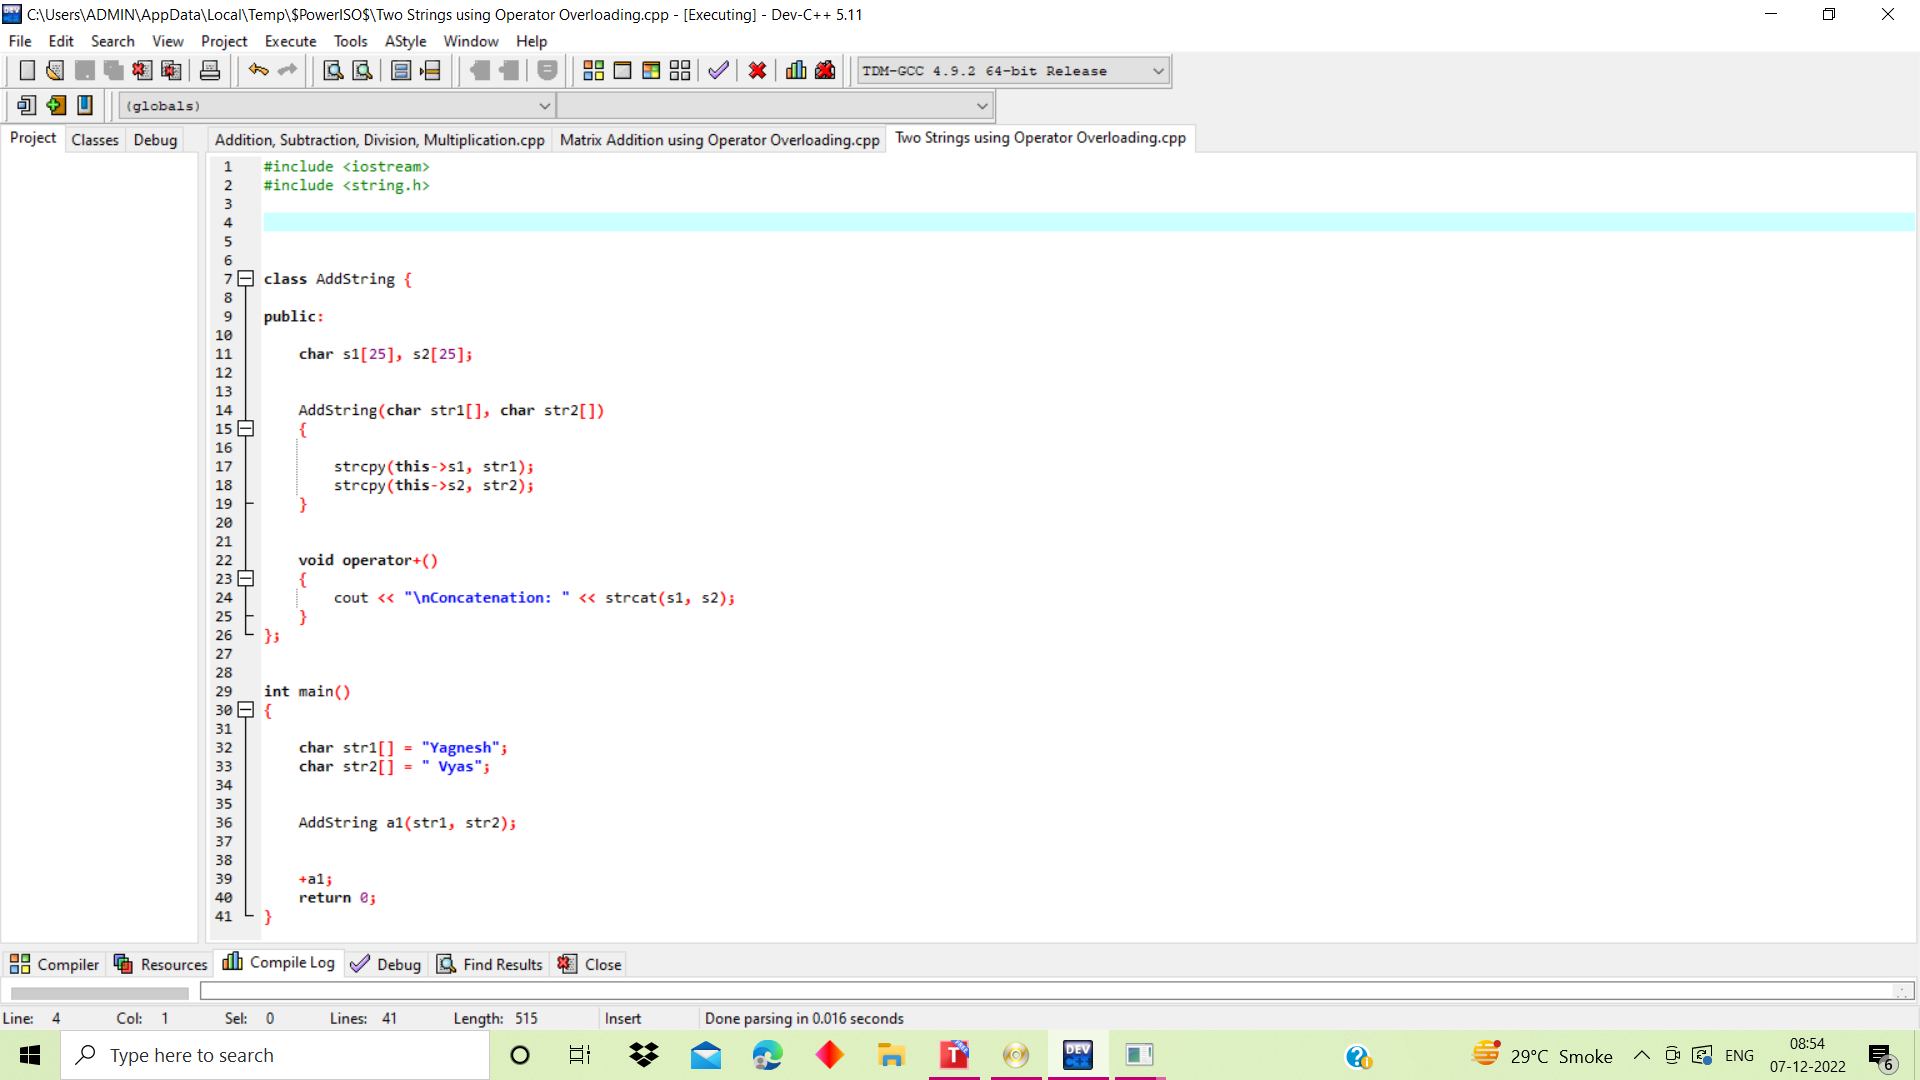 C:\Users\ADMIN\AppData\Local\Temp\$PowerISO$\Two Strings using Operator Overloading.cpp - [Executing] - Dev-C++ 5.11
File Edit Search View Project Execute Tools AStyle Window Help
TDM-GCC 4.9.2 64-bit Release
(globals)
Project Classes Debug Addition, Subtraction, Division, Multiplication.cpp Matrix Addition using Operator Overloading.cpp Two Strings using Operator Overloading.cpp
1 #include <iostream>
2 #include <string.h>
3
4
5
6
7 class AddString {
8
9 public:
10
11 char s1[25], s2[25];
12
13
14 AddString(char str1[], char str2[])
15 {
16
17 strcpy(this->s1, str1);
18 strcpy(this->s2, str2);
19 }
20
21
22 void operator+()
23 {
24 cout << "\nConcatenation: " << strcat(s1, s2);
25 }
26 };
27
28
29 int main()
30 {
31
32 char str1[] = "Yagnesh";
33 char str2[] = " Vyas";
34
35
36 AddString a1(str1, str2);
37
38
39 +a1;
40 return 0;
41 }
Compiler Resources Compile Log Debug Find Results Close
Line: 4 Col: 1 Sel: 0 Lines: 41 Length: 515 Insert Done parsing in 0.016 seconds
Type here to search
T
DEV
29°C Smoke
ENG
08:54
07-12-2022
6